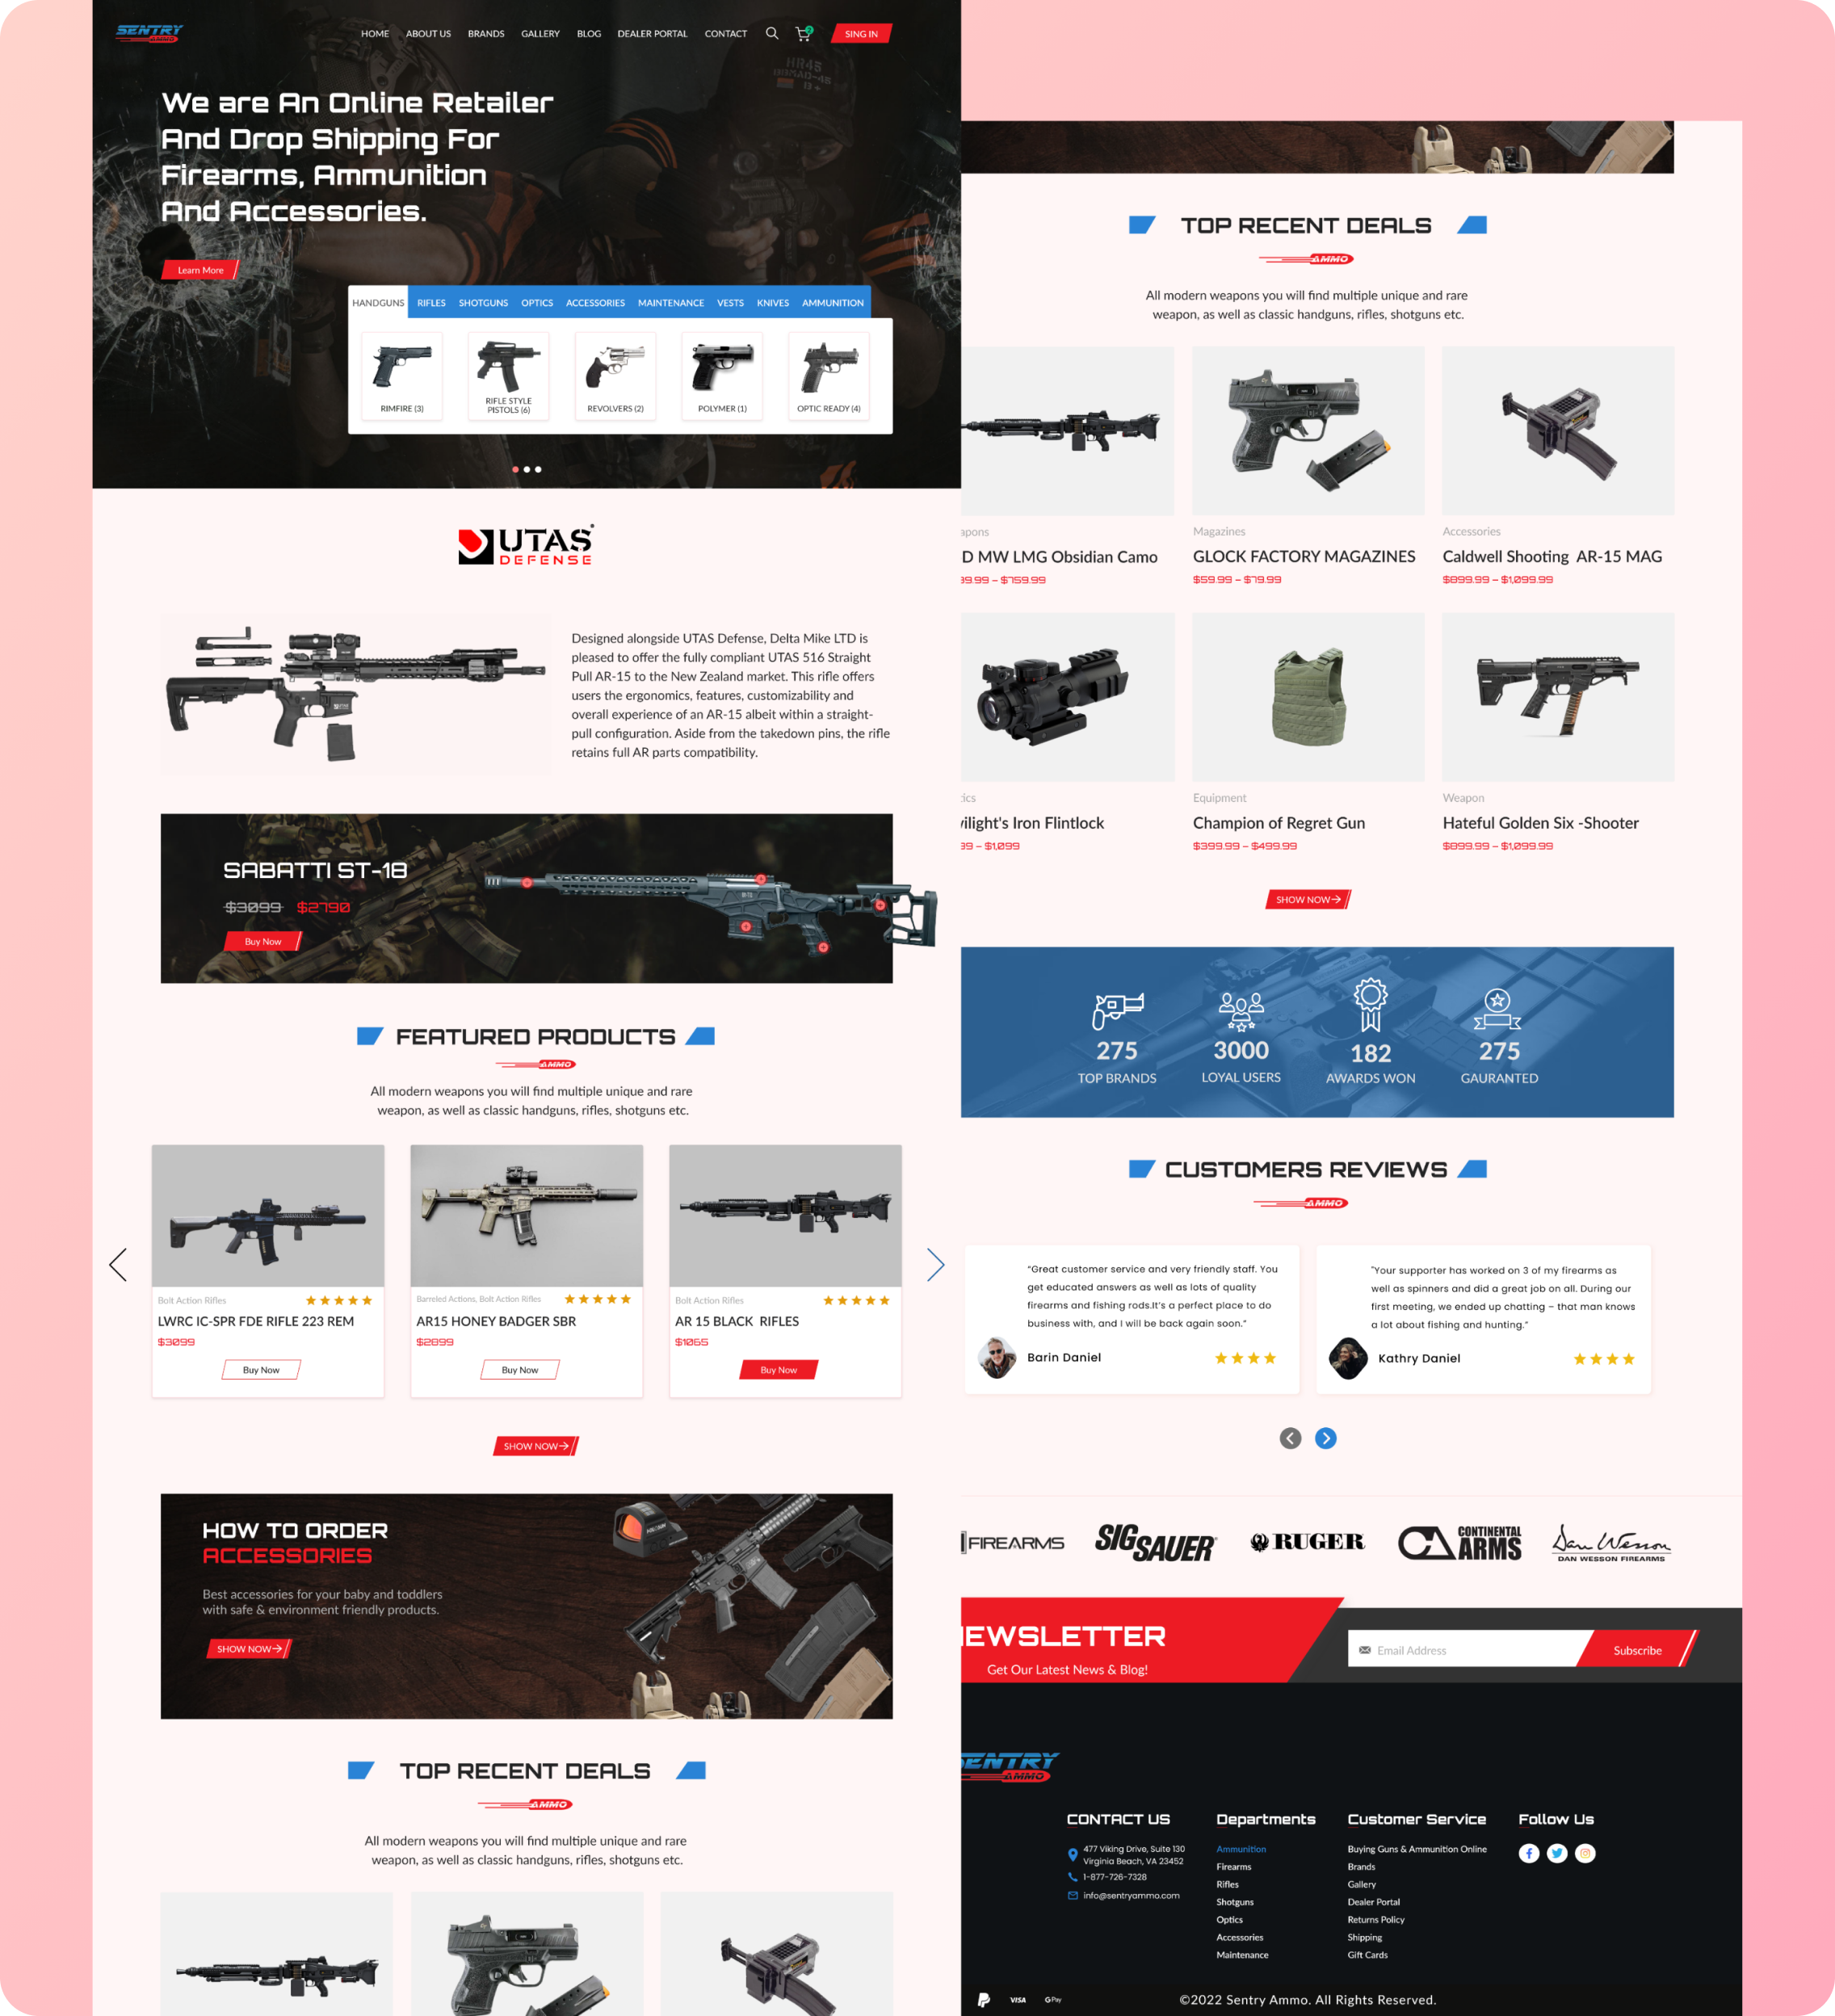 SENTRY
AMMO
HOME ABOUT US BRANDS GALLERY BLOG DEALER PORTAL CONTACT
SING IN
We are An Online Retailer
And Drop Shipping For
Firearms, Ammunition
And Accessories.
Learn More
HANDGUNS RIFLES SHOTGUNS OPTICS ACCESSORIES MAINTENANCE VESTS KNIVES AMMUNITION
RIMFIRE (3)
RIFLE STYLE
PISTOLS (6)
REVOLVERS (2)
POLYMER (1)
OPTIC READY (4)
UTAS
DEFENSE
Designed alongside UTAS Defense, Delta Mike LTD is
pleased to offer the fully compliant UTAS 516 Straight
Pull AR-15 to the New Zealand market. This rifle offers
users the ergonomics, features, customizability and
overall experience of an AR-15 albeit within a straight-
pull configuration. Aside from the takedown pins, the rifle
retains full AR parts compatibility.
SABATTI ST-18
$3099 $2790
Buy Now
FEATURED PRODUCTS
AMMO
All modern weapons you will find multiple unique and rare
weapon, as well as classic handguns, rifles, shotguns etc.
Bolt Action Rifles
LWRC IC-SPR FDE RIFLE 223 REM
$3099
Buy Now
Barreled Actions, Bolt Action Rifles
AR15 HONEY BADGER SBR
$2899
Buy Now
Bolt Action Rifles
AR 15 BLACK RIFLES
$1065
Buy Now
SHOW NOW
HOW TO ORDER
ACCESSORIES
Best accessories for your baby and toddlers
with safe & environment friendly products.
SHOW NOW
TOP RECENT DEALS
AMMO
All modern weapons you will find multiple unique and rare
weapon, as well as classic handguns, rifles, shotguns etc.
TOP RECENT DEALS
AMMO
All modern weapons you will find multiple unique and rare
weapon, as well as classic handguns, rifles, shotguns etc.
apons
D MW LMG Obsidian Camo
99.99 – $759.99
Magazines
GLOCK FACTORY MAGAZINES
$59.99 – $79.99
Accessories
Caldwell Shooting AR-15 MAG
$899.99 – $1,099.99
tics
ilight's Iron Flintlock
99 – $1,099
Equipment
Champion of Regret Gun
$399.99 – $499.99
Weapon
Hateful Golden Six -Shooter
$899.99 – $1,099.99
SHOW NOW
275
TOP BRANDS
3000
LOYAL USERS
182
AWARDS WON
275
GAURANTED
CUSTOMERS REVIEWS
AMMO
"Great customer service and very friendly staff. You
get educated answers as well as lots of quality
firearms and fishing rods.It's a perfect place to do
business with, and I will be back again soon."
Barin Daniel
"Your supporter has worked on 3 of my firearms as
well as spinners and did a great job on all. During our
first meeting, we ended up chatting – that man knows
a lot about fishing and hunting."
Kathry Daniel
FIREARMS
SIG SAUER
RUGER
CONTINENTAL
ARMS
Dan Wesson
DAN WESSON FIREARMS
EWSLETTER
Get Our Latest News & Blog!
Email Address
Subscribe
SENTRY
AMMO
CONTACT US
477 Viking Drive, Suite 130
Virginia Beach, VA 23452
1-877-726-7328
info@sentryammo.com
Departments
Ammunition
Firearms
Rifles
Shotguns
Optics
Accessories
Maintenance
Customer Service
Buying Guns & Ammunition Online
Brands
Gallery
Dealer Portal
Returns Policy
Shipping
Gift Cards
Follow Us
VISA
G Pay
©2022 Sentry Ammo. All Rights Reserved.